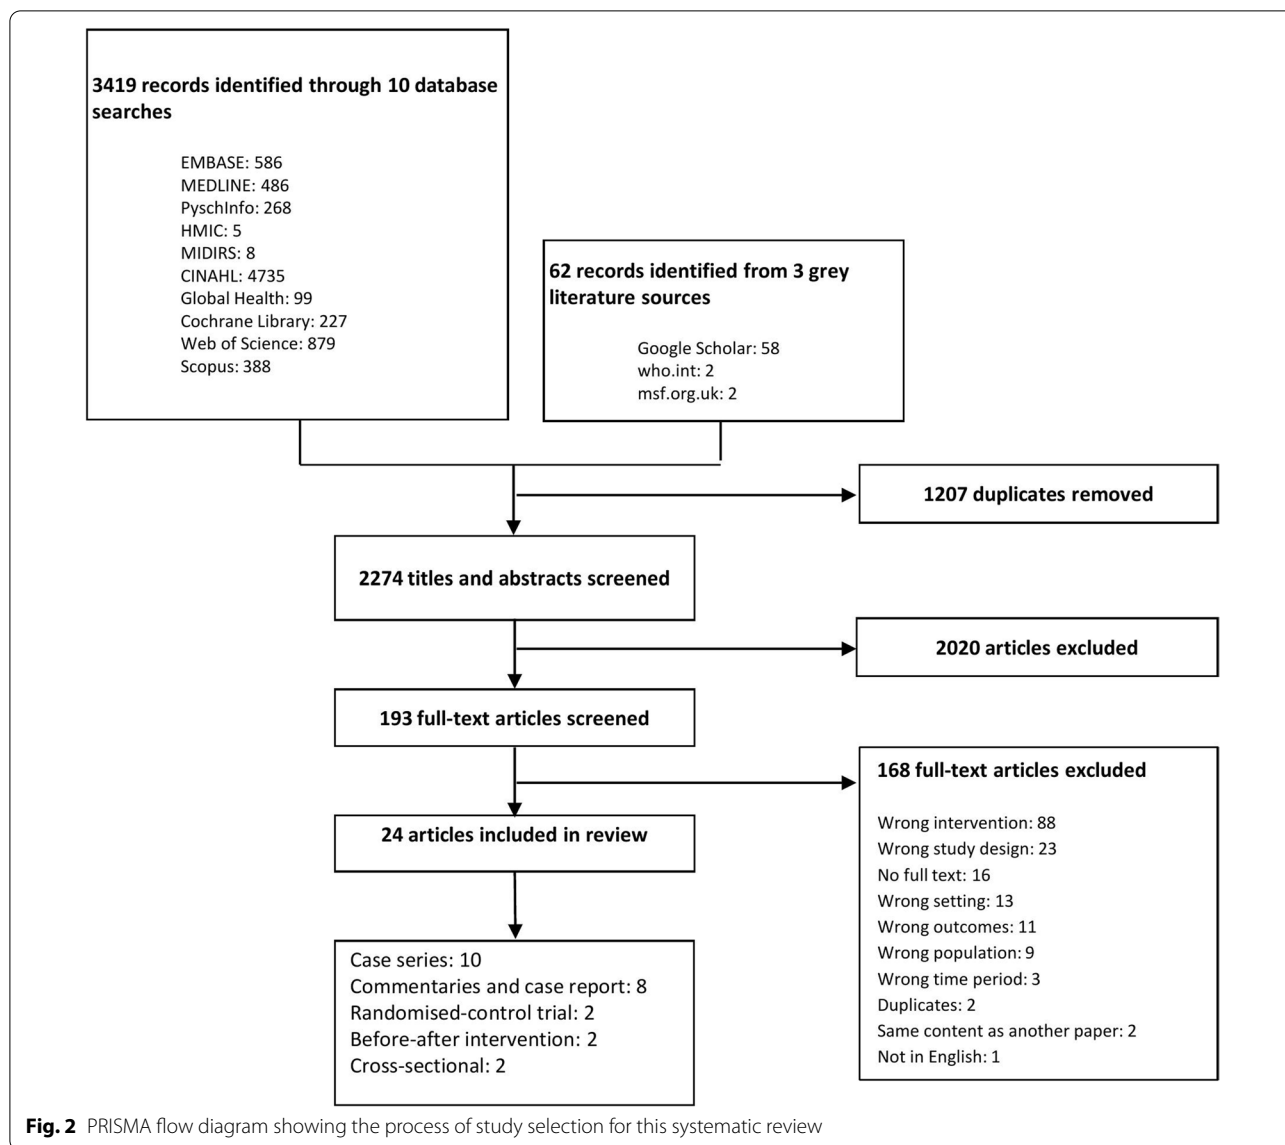 3419 records identified through 10 database
searches
EMBASE: 586
MEDLINE: 486
PyschInfo: 268
HMIC: 5
MIDIRS: 8
CINAHL: 4735
Global Health: 99
Cochrane Library: 227
Web of Science: 879
Scopus: 388
62 records identified from 3 grey
literature sources
Google Scholar: 58
who.int: 2
msf.org.uk: 2
1207 duplicates removed
2274 titles and abstracts screened
2020 articles excluded
193 full-text articles screened
168 full-text articles excluded
Wrong intervention: 88
Wrong study design: 23
No full text: 16
Wrong setting: 13
Wrong outcomes: 11
Wrong population: 9
Wrong time period: 3
Duplicates: 2
Same content as another paper: 2
Not in English: 1
24 articles included in review
Case series: 10
Commentaries and case report: 8
Randomised-control trial: 2
Before-after intervention: 2
Cross-sectional: 2
Fig. 2 PRISMA flow diagram showing the process of study selection for this systematic review